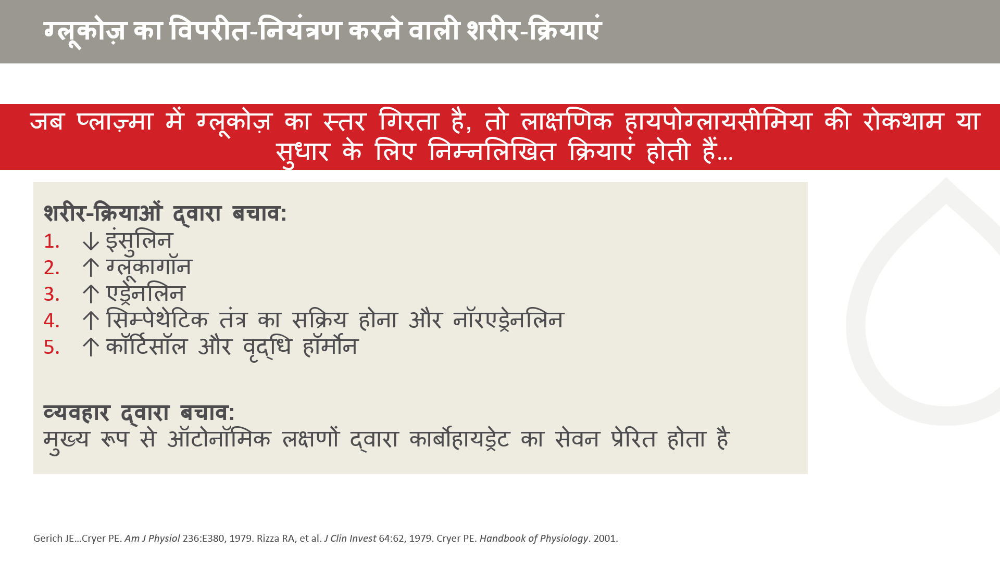 ग्लूकोज़ का विपरीत-नियंत्रण करने वाली शरीर-क्रियाएं
जब प्लाज़्मा में ग्लूकोज़ का स्तर गिरता है, तो लाक्षणिक हायपोग्लायसीमिया की रोकथाम या
सुधार के लिए निम्नलिखित क्रियाएं होती हैं...
शरीर-क्रियाओं द्वारा बचाव:
1. ↓ इंसुलिन
2. ↑ ग्लूकागॉन
3. ↑ एड्रेनलिन
4. ↑ सिम्पेथेटिक तंत्र का सक्रिय होना और नॉरएड्रेनलिन
5. ↑ कॉर्टिसॉल और वृद्धि हॉर्मोन
व्यवहार द्वारा बचाव:
मुख्य रूप से ऑटोनॉमिक लक्षणों द्वारा कार्बोहायड्रेट का सेवन प्रेरित होता है
Gerich JE...Cryer PE. Am J Physiol 236:E380, 1979. Rizza RA, et al. J Clin Invest 64:62, 1979. Cryer PE. Handbook of Physiology. 2001.